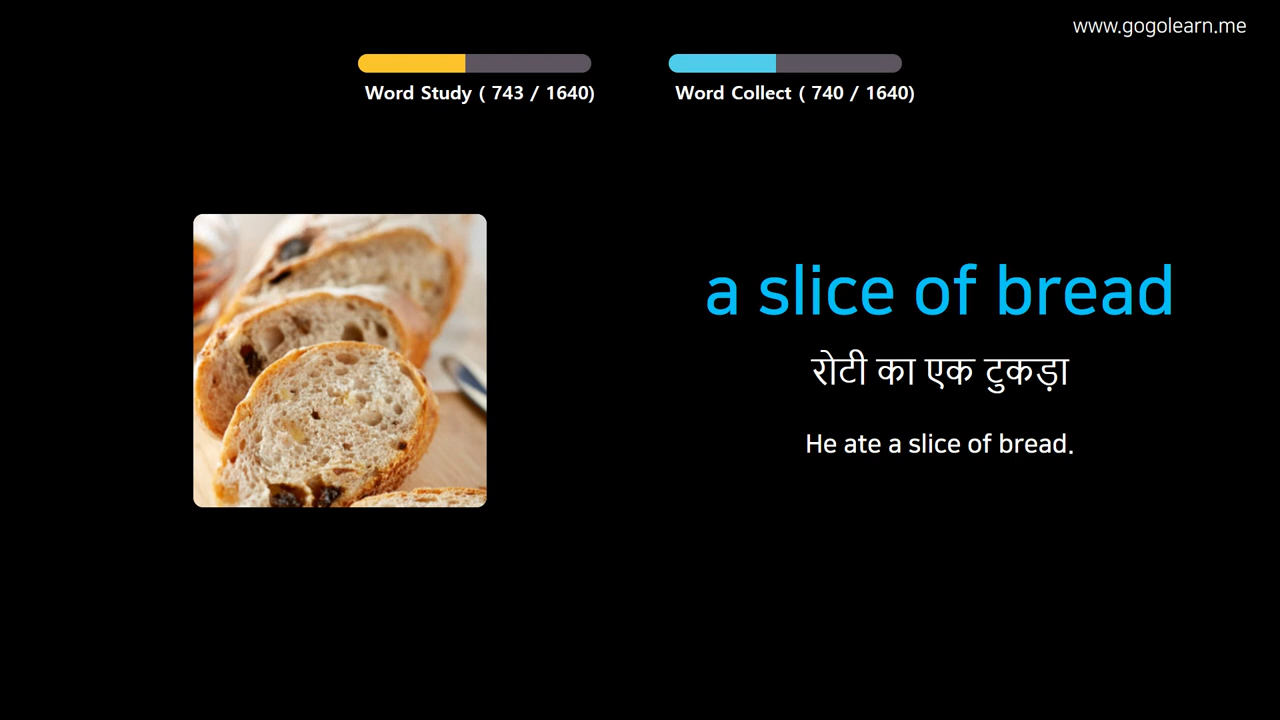 www.gogolearn.me
Word Study ( 743 / 1640)
Word Collect ( 740 / 1640)
a slice of bread
रोटी का एक टुकड़ा
He ate a slice of bread.